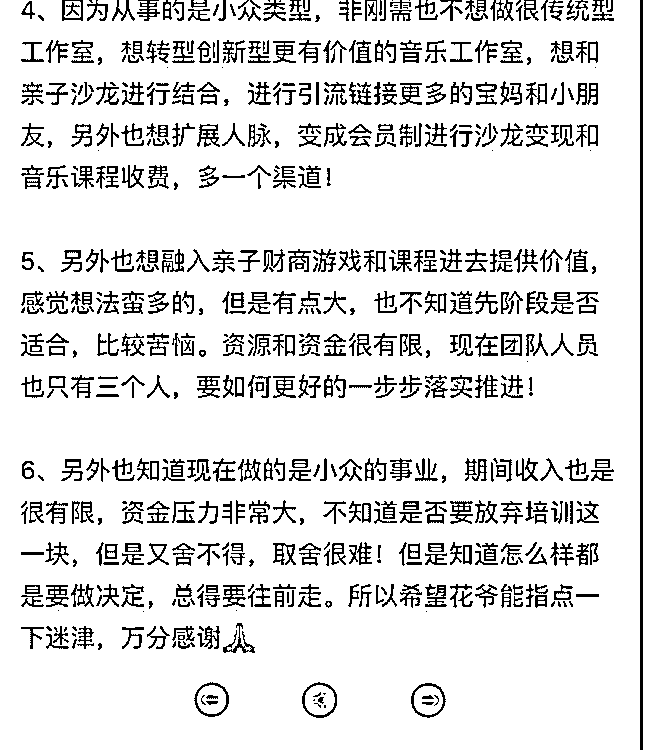 4、因为从事的是小众类型，非刚需也不想做很传统型
工作室，想转型创新型更有价值的音乐工作室，想和
亲子沙龙进行结合，进行引流链接更多的宝妈和小朋
友，另外也想扩展人脉，变成会员制进行沙龙变现和
音乐课程收费，多一个渠道！
5、另外也想融入亲子财商游戏和课程进去提供价值，
感觉想法蛮多的，但是有点大，也不知道先阶段是否
适合，比较苦恼。资源和资金很有限，现在团队人员
也只有三个人，要如何更好的一步步落实推进！
6、另外也知道现在做的是小众的事业，期间收入也是
很有限，资金压力非常大，不知道是否要放弃培训这
一块，但是又舍不得，取舍很难！但是知道怎么样都
是要做决定，总得要往前走。所以希望花爷能指点一
下迷津，万分感谢🙏